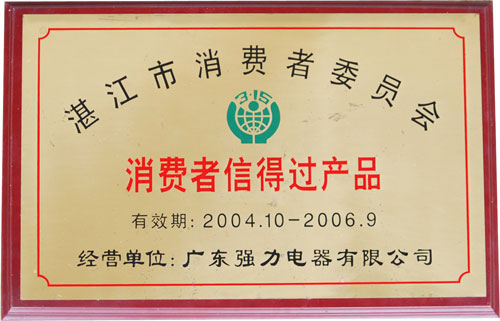 湛江市消费者委员会
3·15
消费者信得过产品
有效期: 2004.10-2006.9
经营单位: 广东强力电器有限公司